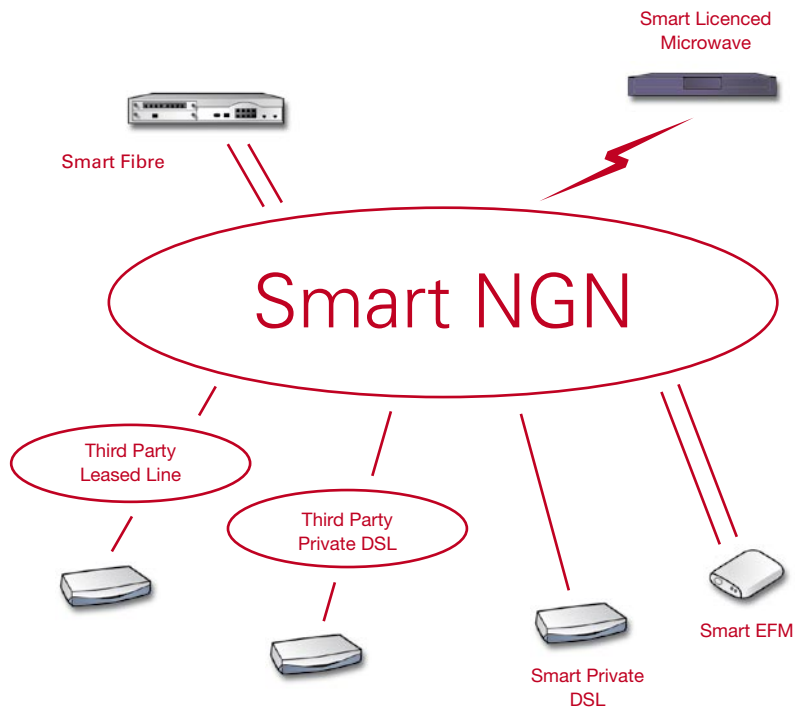 Smart Licenced
Microwave
Smart Fibre
Smart NGN
Third Party
Leased Line
Third Party
Private DSL
Smart EFM
Smart Private
DSL